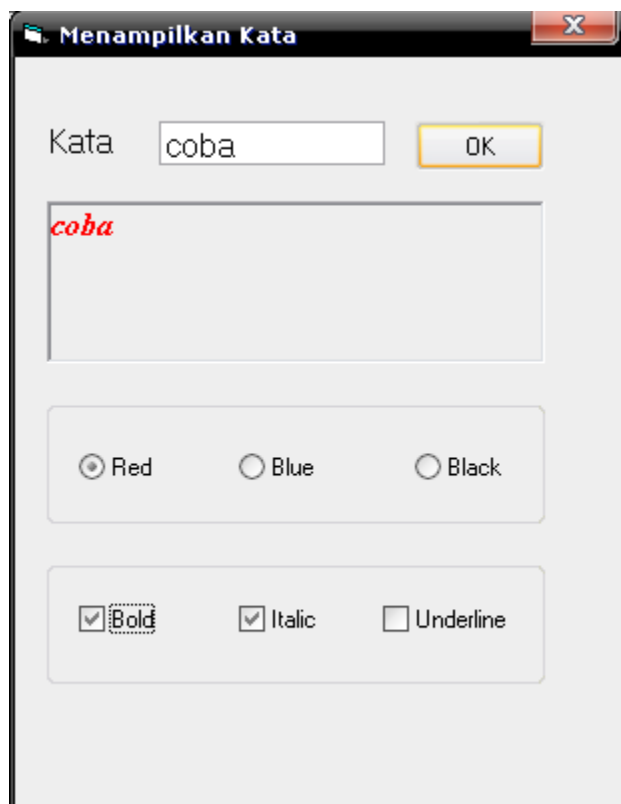 Menampilkan Kata
Kata coba OK
coba
Red Blue Black
Bold Italic Underline